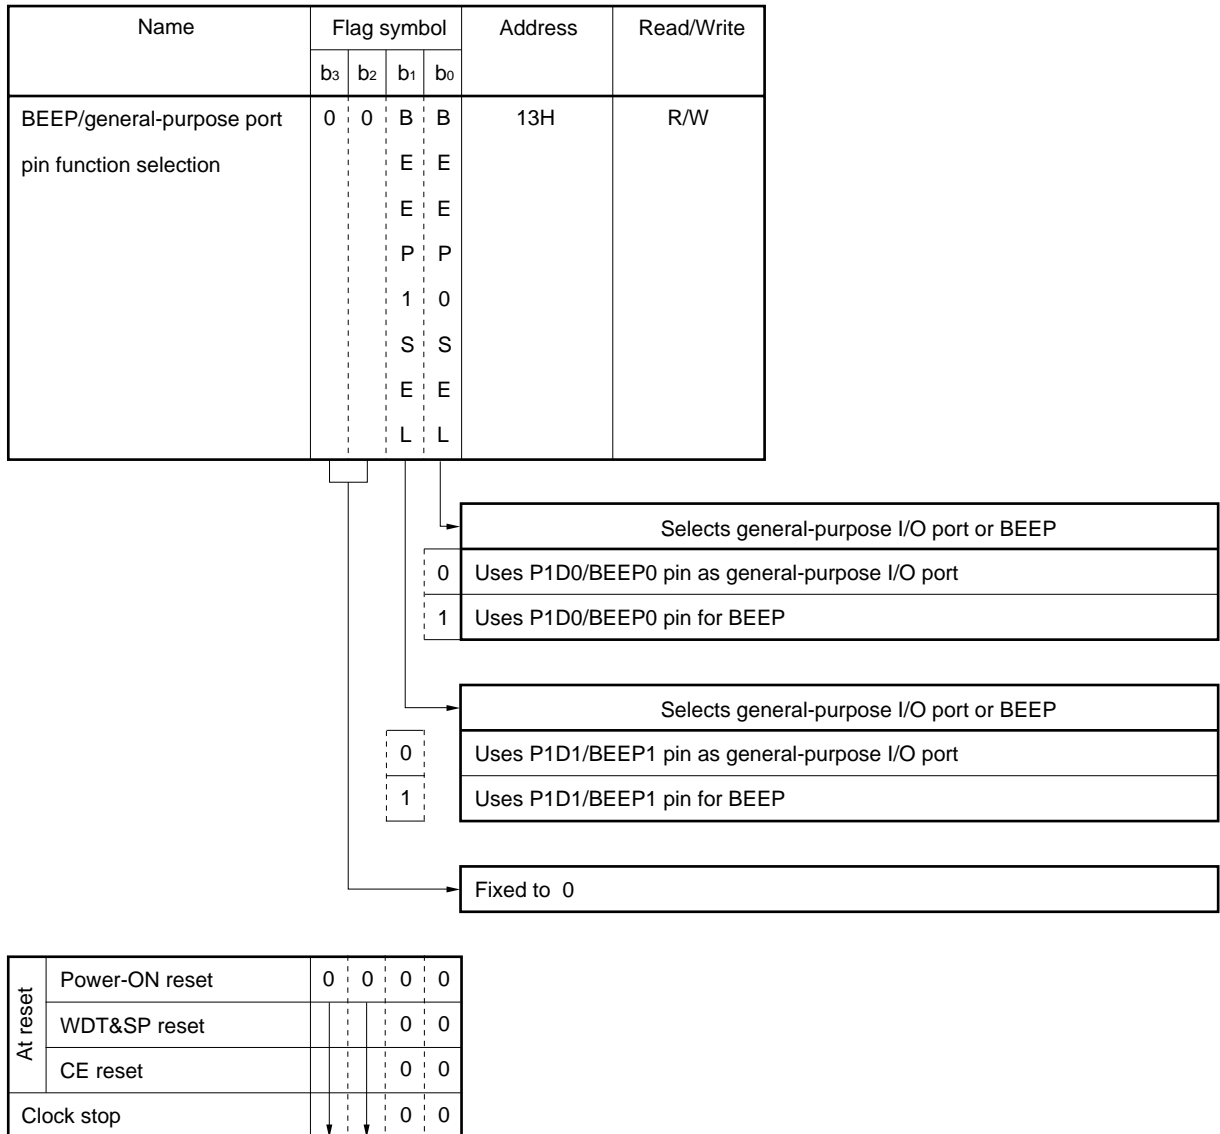 Name Flag symbol Address Read/Write
b3 b2 b1 b0
BEEP/general-purpose port 0 0 B B 13H R/W
pin function selection E E
E E
P P
1 0
S S
E E
L L
Selects general-purpose I/O port or BEEP
0 Uses P1D0/BEEP0 pin as general-purpose I/O port
1 Uses P1D0/BEEP0 pin for BEEP
Selects general-purpose I/O port or BEEP
0 Uses P1D1/BEEP1 pin as general-purpose I/O port
1 Uses P1D1/BEEP1 pin for BEEP
Fixed to 0
At reset
Power-ON reset 0 0 0 0
WDT&SP reset 0 0
CE reset 0 0
Clock stop 0 0